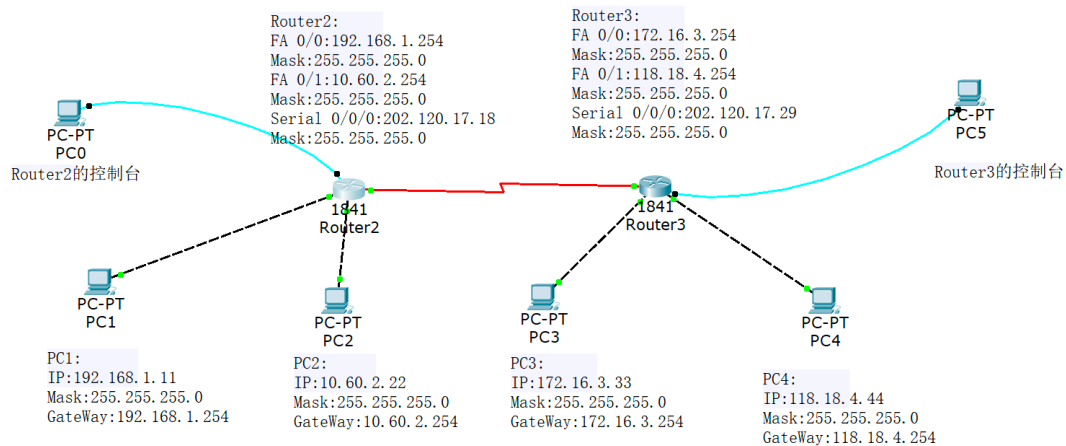 Router2:
FA 0/0:192.168.1.254
Mask:255.255.255.0
FA 0/1:10.60.2.254
Mask:255.255.255.0
Serial 0/0/0:202.120.17.18
Mask:255.255.255.0
Router3:
FA 0/0:172.16.3.254
Mask:255.255.255.0
FA 0/1:118.18.4.254
Mask:255.255.255.0
Serial 0/0/0:202.120.17.29
Mask:255.255.255.0
PC-PT
PC0
Router2的控制台
PC-PT
PC5
Router3的控制台
1841
Router2
1841
Router3
PC-PT
PC1
PC-PT
PC2
PC-PT
PC3
PC-PT
PC4
PC1:
IP:192.168.1.11
Mask:255.255.255.0
GateWay:192.168.1.254
PC2:
IP:10.60.2.22
Mask:255.255.255.0
GateWay:10.60.2.254
PC3:
IP:172.16.3.33
Mask:255.255.255.0
GateWay:172.16.3.254
PC4:
IP:118.18.4.44
Mask:255.255.255.0
GateWay:118.18.4.254